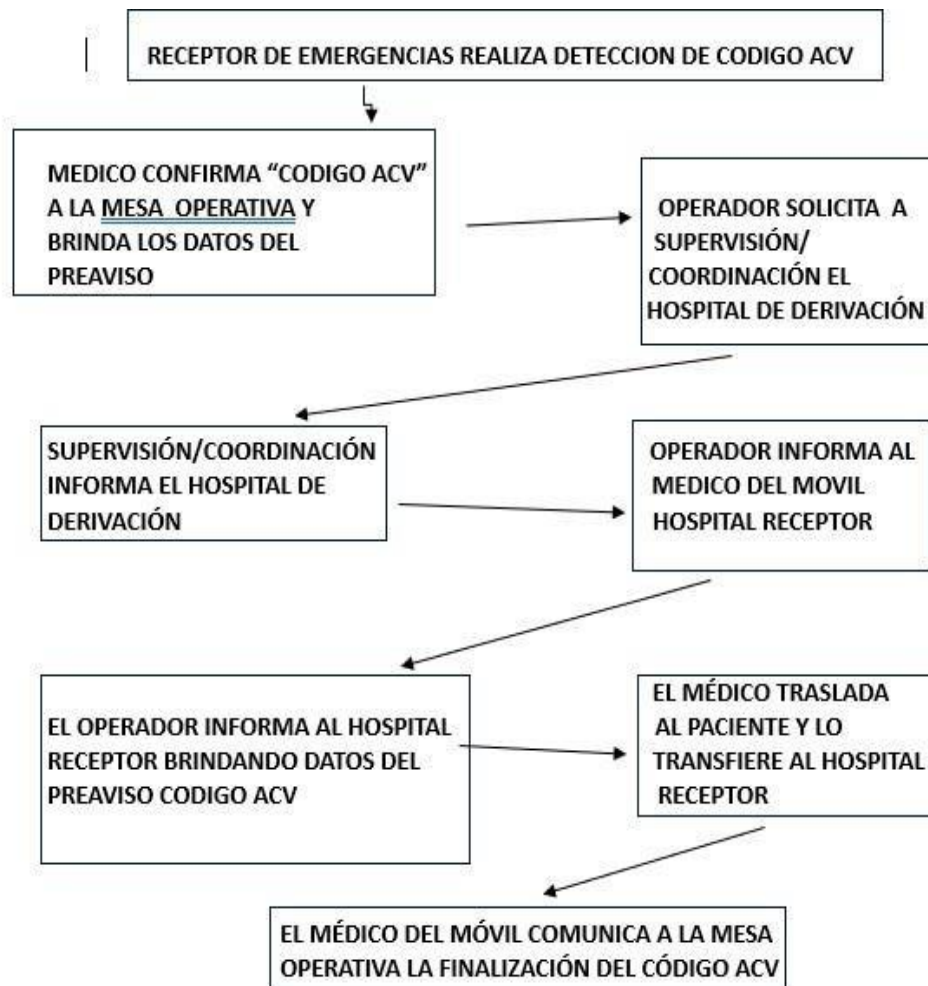 RECEPTOR DE EMERGENCIAS REALIZA DETECCION DE CODIGO ACV
MEDICO CONFIRMA “CODIGO ACV”
A LA MESA OPERATIVA Y
BRINDA LOS DATOS DEL
PREAVISO
OPERADOR SOLICITA A
SUPERVISIÓN/
COORDINACIÓN EL
HOSPITAL DE DERIVACIÓN
SUPERVISIÓN/COORDINACIÓN
INFORMA EL HOSPITAL DE
DERIVACIÓN
OPERADOR INFORMA AL
MEDICO DEL MOVIL
HOSPITAL RECEPTOR
EL OPERADOR INFORMA AL HOSPITAL
RECEPTOR BRINDANDO DATOS DEL
PREAVISO CODIGO ACV
EL MÉDICO TRASLADA
AL PACIENTE Y LO
TRANSFIERE AL HOSPITAL
RECEPTOR
EL MÉDICO DEL MÓVIL COMUNICA A LA MESA
OPERATIVA LA FINALIZACIÓN DEL CÓDIGO ACV